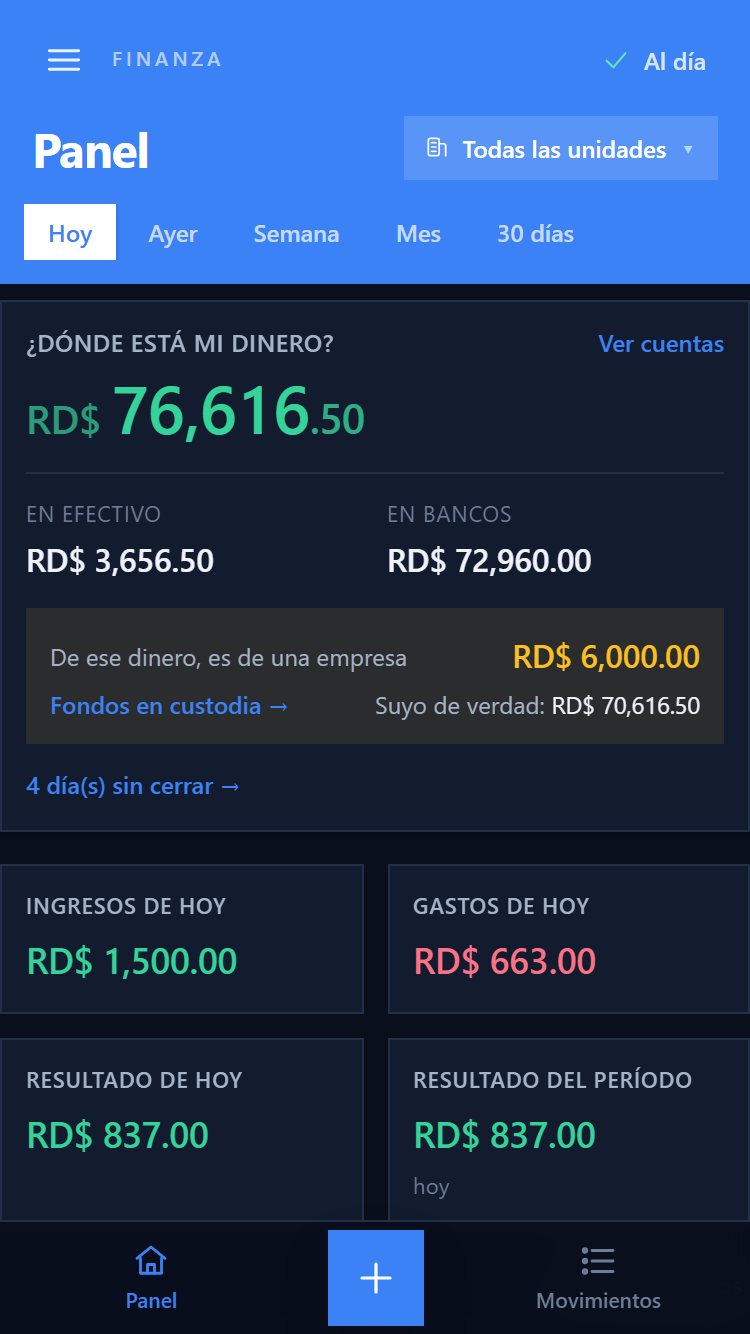 FINANZA
Al día
Panel
Todas las unidades ▼
Hoy Ayer Semana Mes 30 días
¿DÓNDE ESTÁ MI DINERO? Ver cuentas
RD$ 76,616.50
EN EFECTIVO EN BANCOS
RD$ 3,656.50 RD$ 72,960.00
De ese dinero, es de una empresa RD$ 6,000.00
Fondos en custodia → Suyo de verdad: RD$ 70,616.50
4 día(s) sin cerrar →
INGRESOS DE HOY GASTOS DE HOY
RD$ 1,500.00 RD$ 663.00
RESULTADO DE HOY RESULTADO DEL PERÍODO
RD$ 837.00 RD$ 837.00
hoy
Panel Movimientos